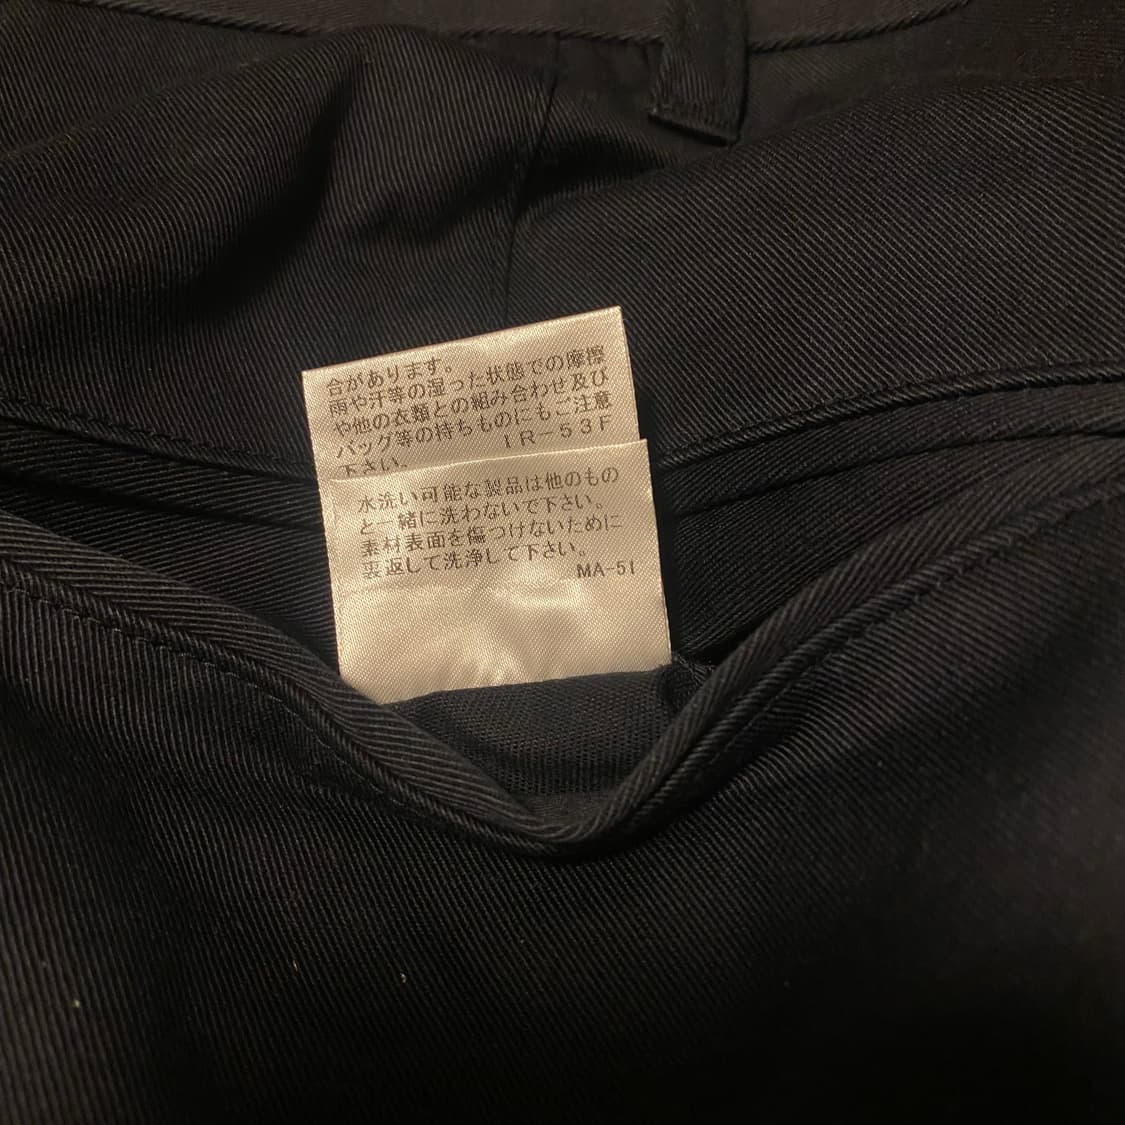 合があります。
雨や汗等の湿った状態での摩擦
や他の衣類との組み合わせ及び
バッグ等の持ちものにもご注意
下さい。
IR-53F
水洗い可能な製品は他のもの
と一緒に洗わないで下さい。
素材表面を傷つけないために
裏返して洗浄して下さい。
MA-51